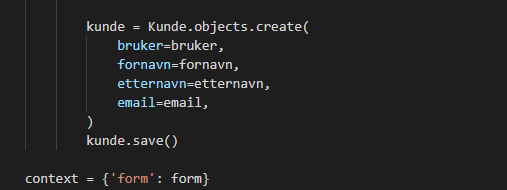 kunde = Kunde.objects.create(
bruker=bruker,
fornavn=fornavn,
etternavn=etternavn,
email=email,
)
kunde.save()
context = {'form': form}